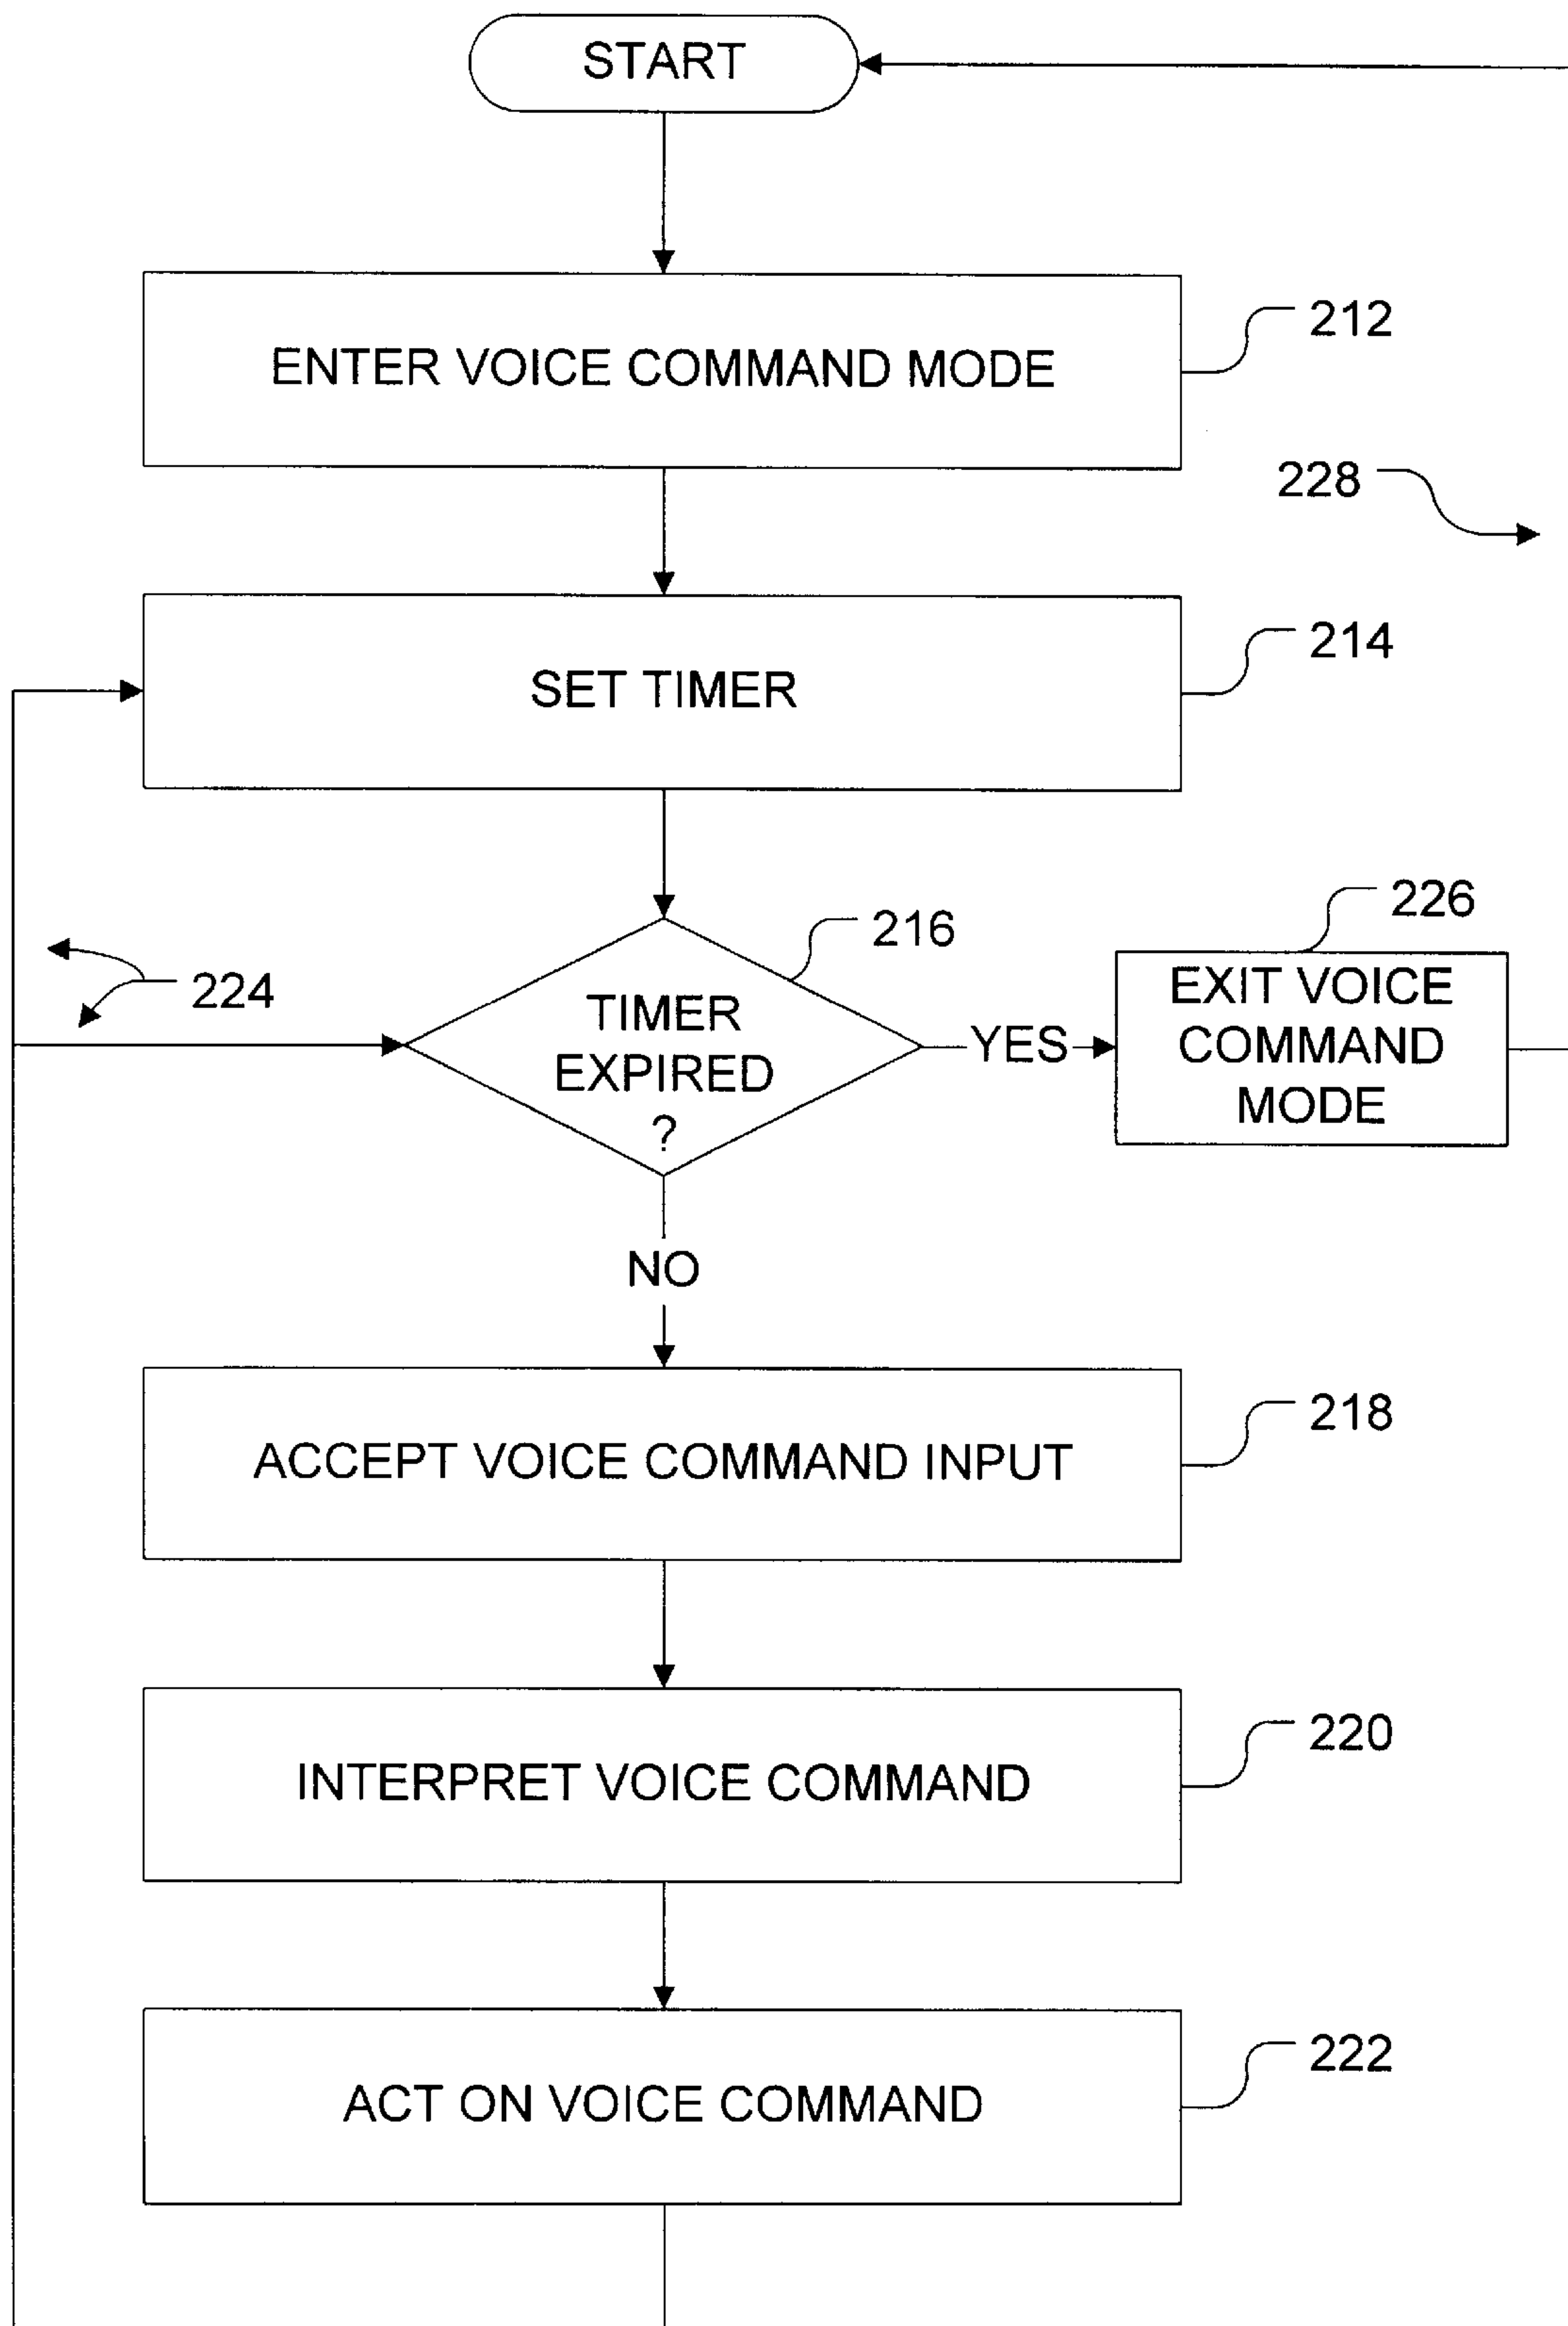 START
ENTER VOICE COMMAND MODE
212
228
SET TIMER
214
224
216
TIMER
EXPIRED
?
YES
226
EXIT VOICE
COMMAND
MODE
NO
ACCEPT VOICE COMMAND INPUT
218
INTERPRET VOICE COMMAND
220
ACT ON VOICE COMMAND
222